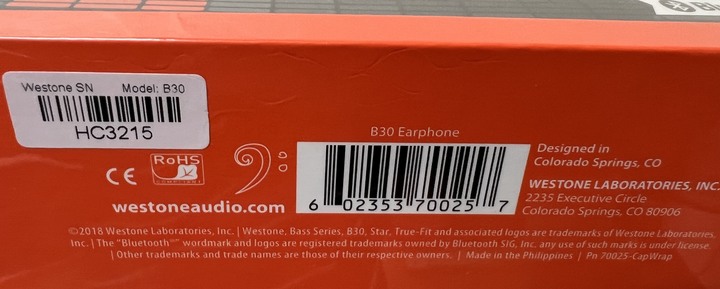 Westone SN Model: B30
HC3215
B30 Earphone
CE
RoHS
COMPLIANT
Designed in
Colorado Springs, CO
WESTONE LABORATORIES, INC.
2235 Executive Circle
Colorado Springs, CO 80906
6 02353 70025 7
westoneaudio.com
©2018 Westone Laboratories, Inc. | Westone, Bass Series, B30, Star, True-Fit and associated logos are trademarks of Westone Laboratories,
Inc. | The "Bluetooth®" wordmark and logos are registered trademarks owned by Bluetooth SIG, Inc. any use of such marks is under license.
| Other trademarks and trade names are those of their respective owners. | Made in the Philippines | Pn 70025-CapWrap